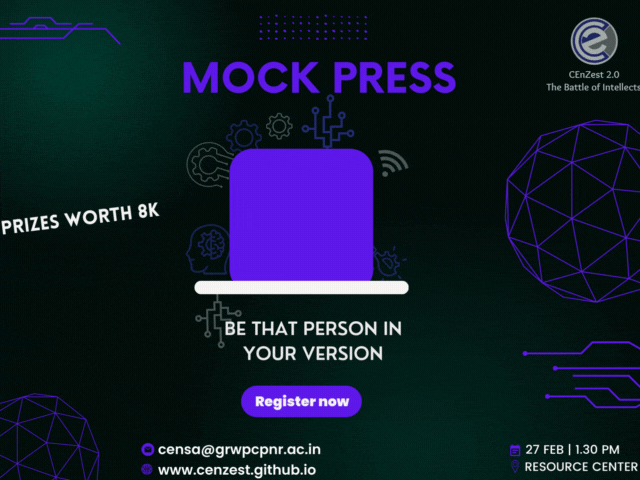 MOCK PRESS
CEnZest 2.0
The Battle of Intellects
PRIZES WORTH 8K
BE THAT PERSON IN
YOUR VERSION
Register now
censa@grwpcpnr.ac.in
www.cenzest.github.io
27 FEB | 1.30 PM
RESOURCE CENTER